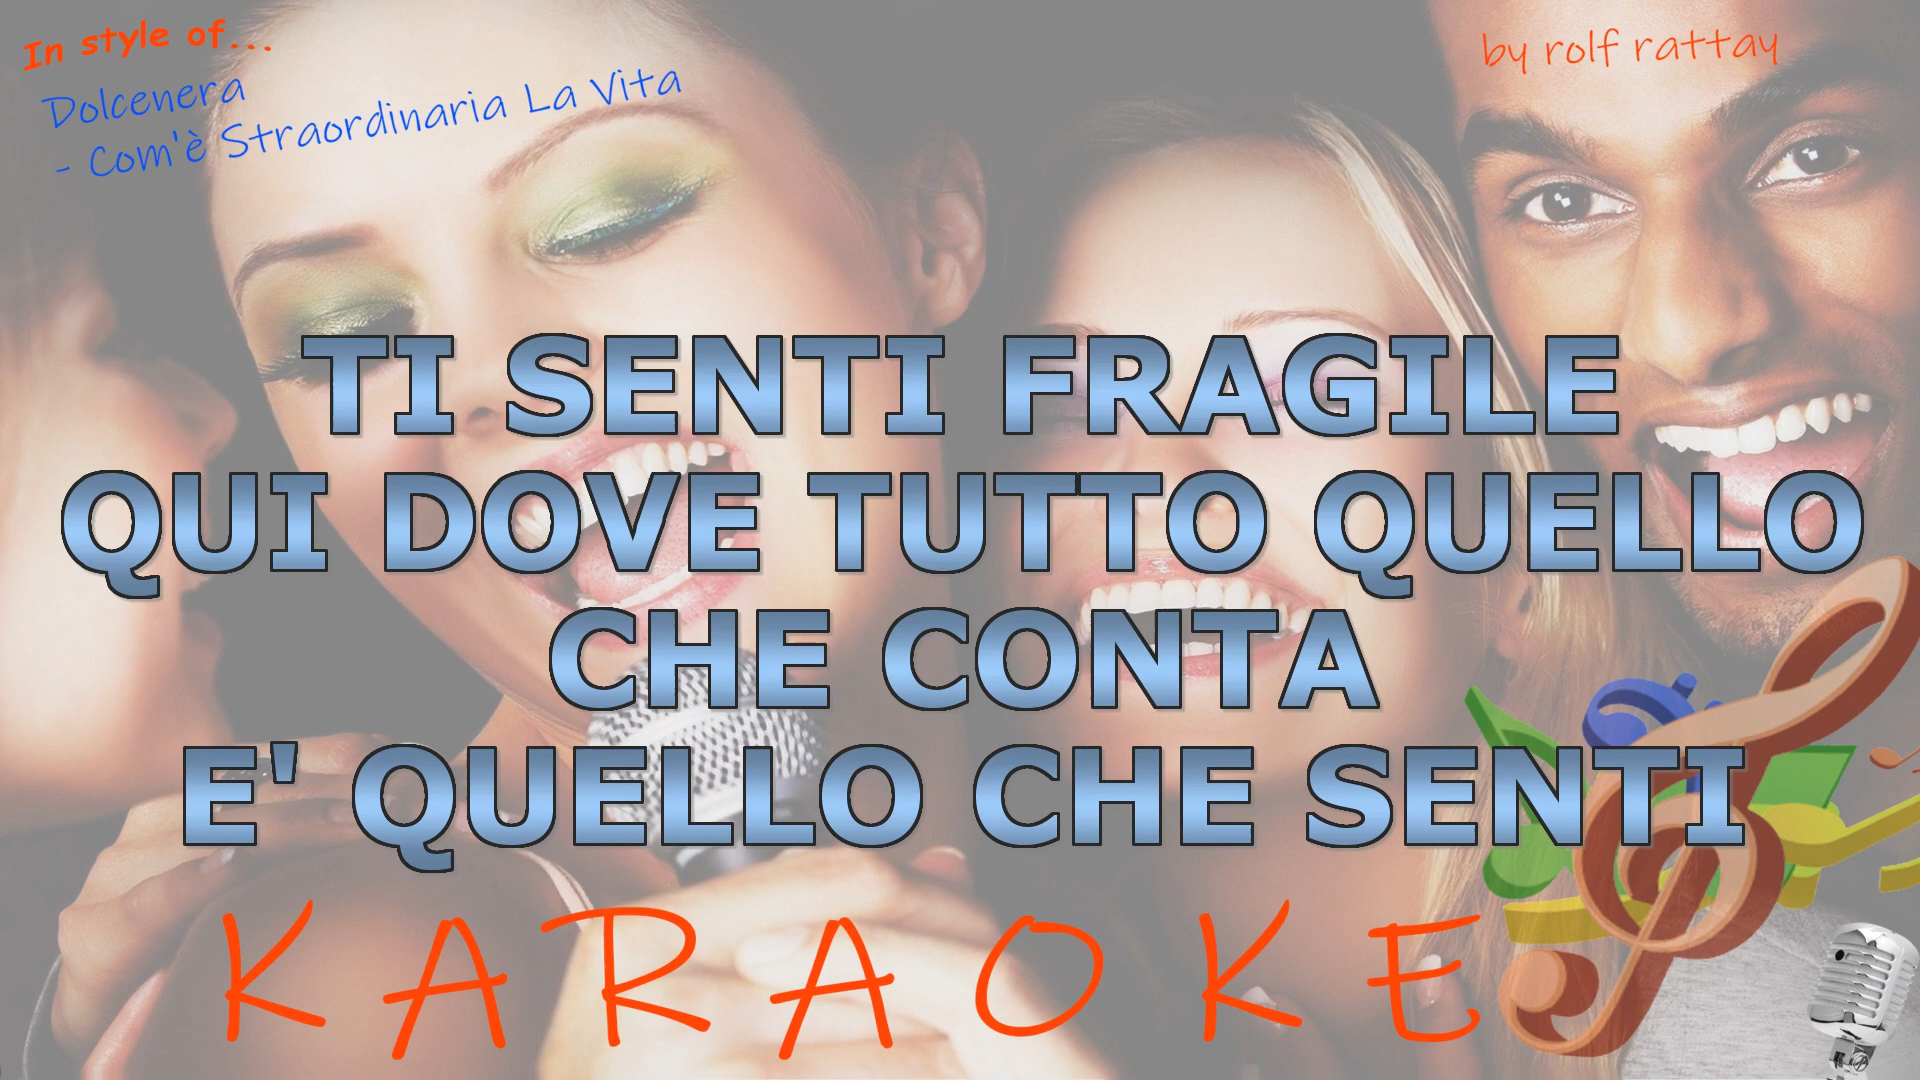 In style of...
Dolcenera
- Com'è Straordinaria La Vita
by rolf rattay
TI SENTI FRAGILE
QUI DOVE TUTTO QUELLO
CHE CONTA
E' QUELLO CHE SENTI
KARAOKE